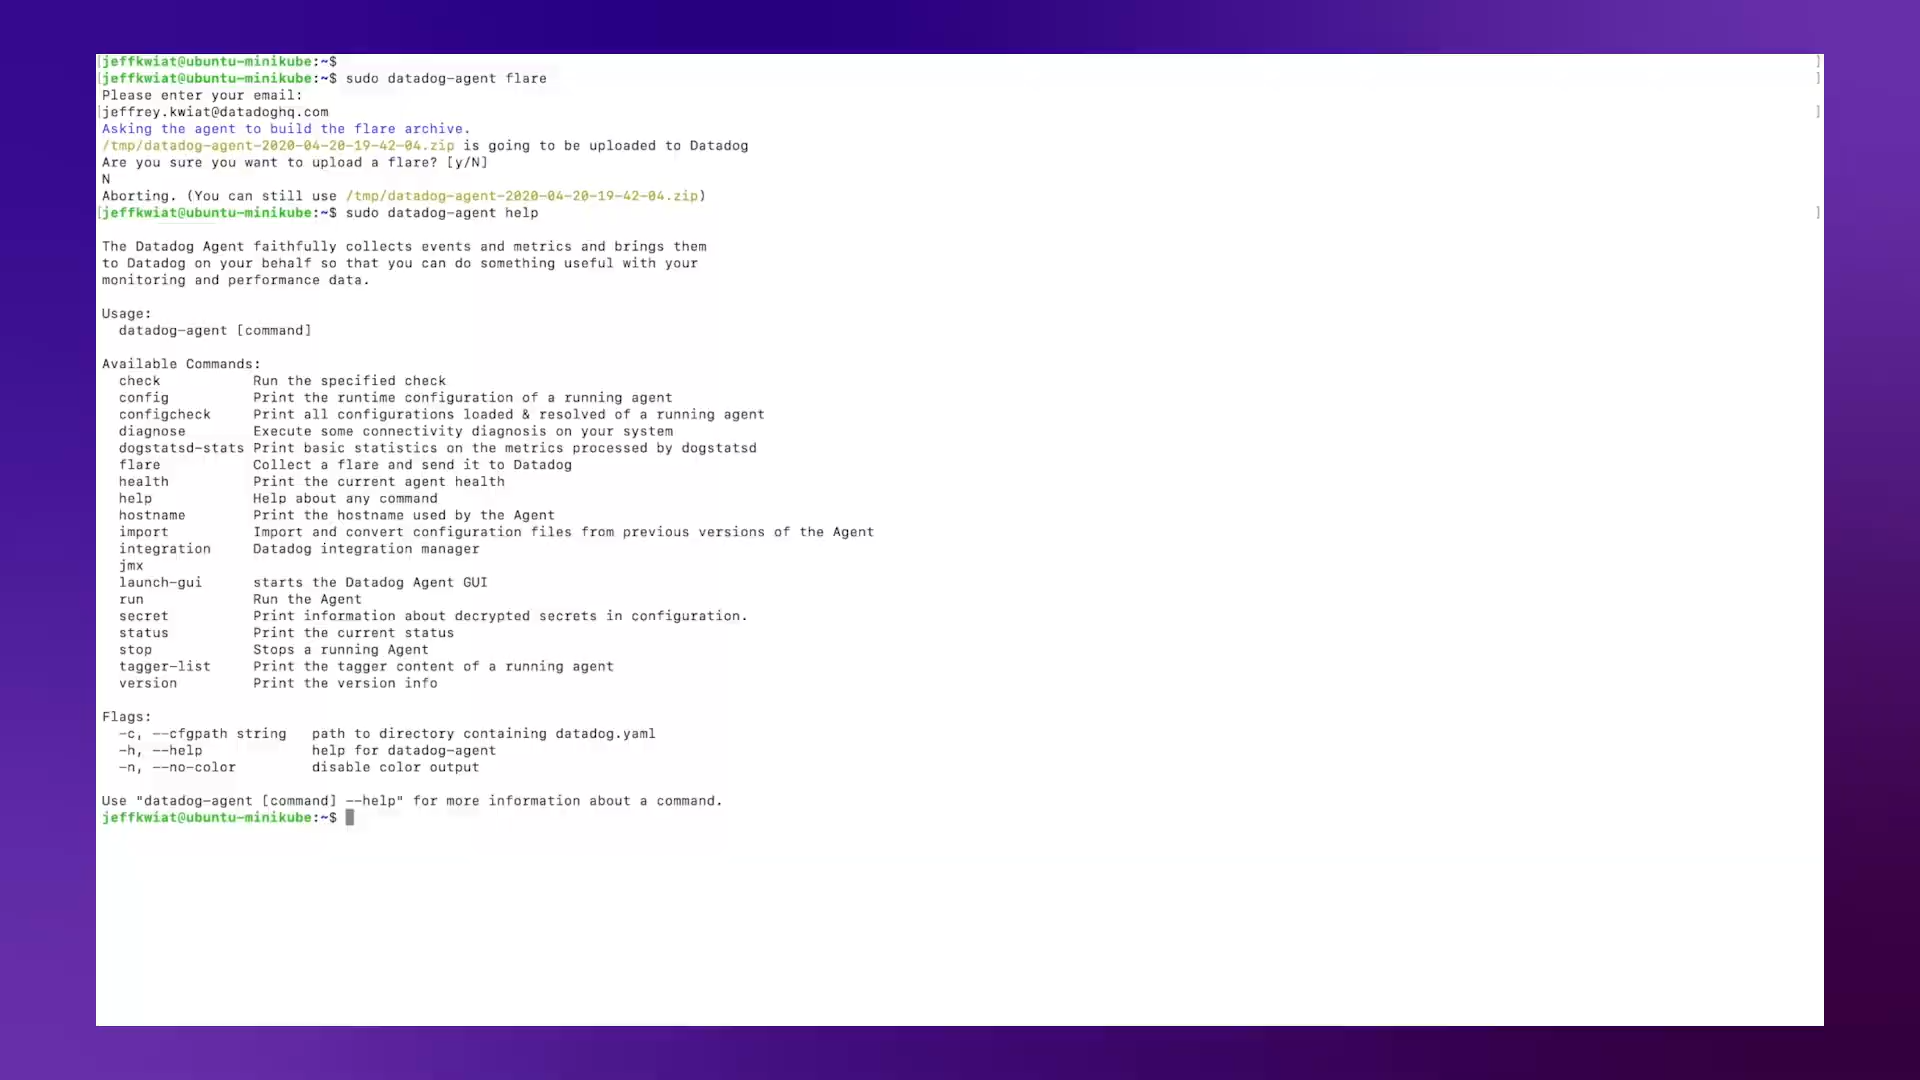 [jeffkwiat@ubuntu-minikube:~$ ]
[jeffkwiat@ubuntu-minikube:~$ sudo datadog-agent flare ]
Please enter your email:
[jeffrey.kwiat@datadoghq.com ]
Asking the agent to build the flare archive.
/tmp/datadog-agent-2020-04-20-19-42-04.zip is going to be uploaded to Datadog
Are you sure you want to upload a flare? [y/N]
N
Aborting. (You can still use /tmp/datadog-agent-2020-04-20-19-42-04.zip)
[jeffkwiat@ubuntu-minikube:~$ sudo datadog-agent help ]
The Datadog Agent faithfully collects events and metrics and brings them
to Datadog on your behalf so that you can do something useful with your
monitoring and performance data.
Usage:
datadog-agent [command]
Available Commands:
check Run the specified check
config Print the runtime configuration of a running agent
configcheck Print all configurations loaded & resolved of a running agent
diagnose Execute some connectivity diagnosis on your system
dogstatsd-stats Print basic statistics on the metrics processed by dogstatsd
flare Collect a flare and send it to Datadog
health Print the current agent health
help Help about any command
hostname Print the hostname used by the Agent
import Import and convert configuration files from previous versions of the Agent
integration Datadog integration manager
jmx
launch-gui starts the Datadog Agent GUI
run Run the Agent
secret Print information about decrypted secrets in configuration.
status Print the current status
stop Stops a running Agent
tagger-list Print the tagger content of a running agent
version Print the version info
Flags:
-c, --cfgpath string path to directory containing datadog.yaml
-h, --help help for datadog-agent
-n, --no-color disable color output
Use "datadog-agent [command] --help" for more information about a command.
jeffkwiat@ubuntu-minikube:~$